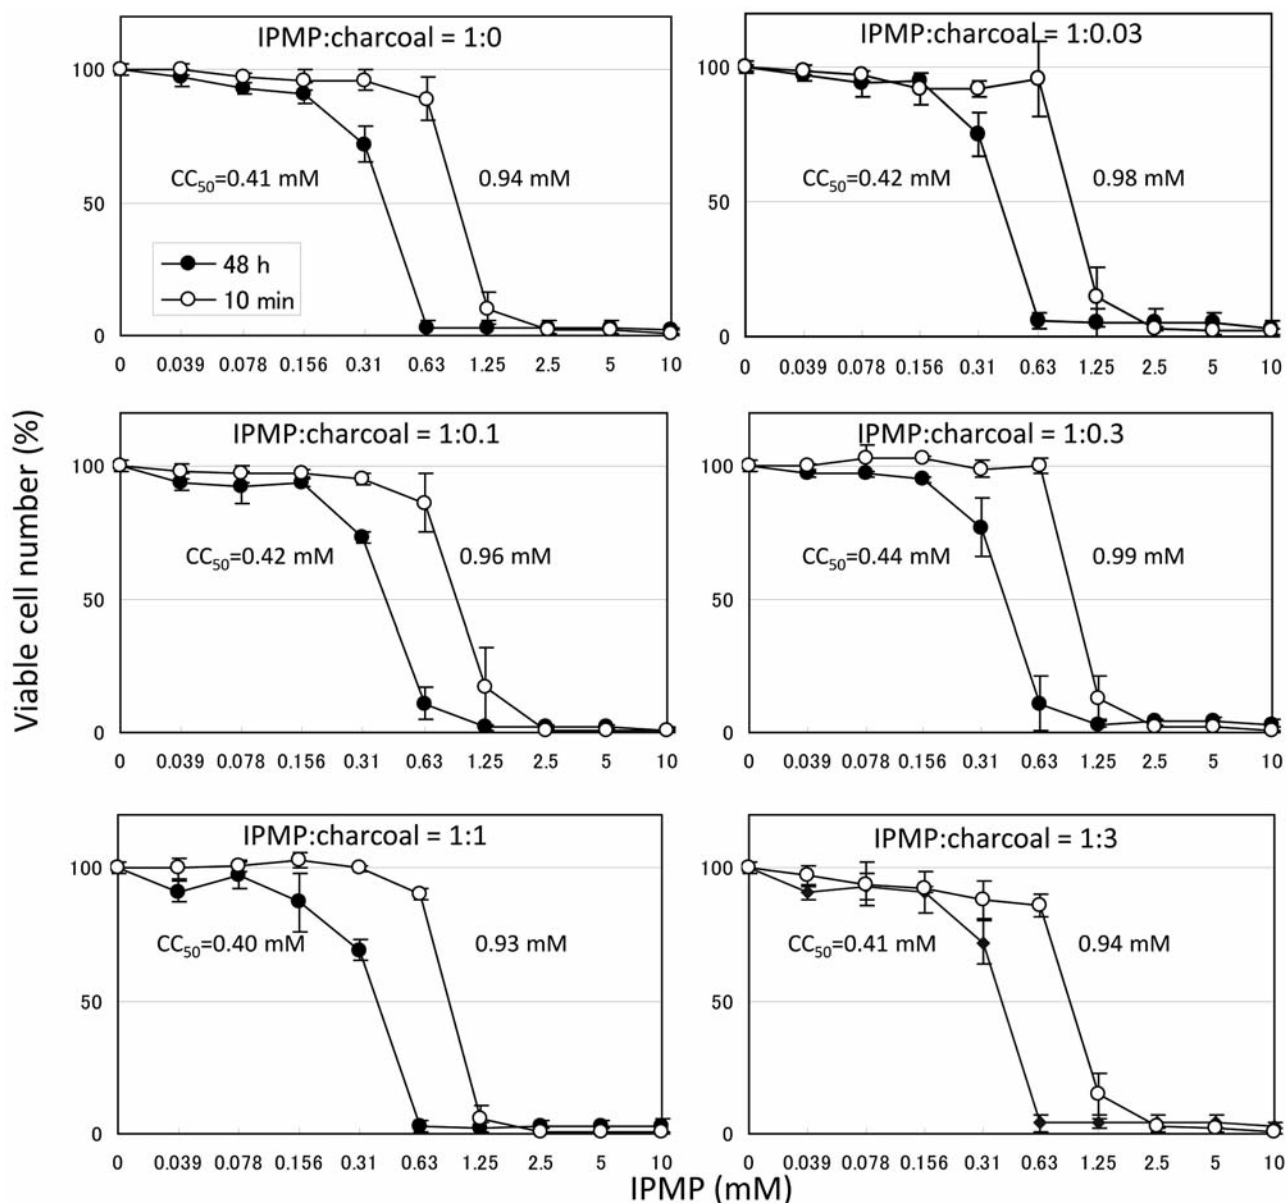 IPMP:charcoal = 1:0
100
50
0
CC50=0.41 mM
0.94 mM
48 h
10 min
0 0.039 0.078 0.156 0.31 0.63 1.25 2.5 5 10
IPMP:charcoal = 1:0.03
100
50
0
CC50=0.42 mM
0.98 mM
0 0.039 0.078 0.156 0.31 0.63 1.25 2.5 5 10
Viable cell number (%)
IPMP:charcoal = 1:0.1
100
50
0
CC50=0.42 mM
0.96 mM
0 0.039 0.078 0.156 0.31 0.63 1.25 2.5 5 10
IPMP:charcoal = 1:0.3
100
50
0
CC50=0.44 mM
0.99 mM
0 0.039 0.078 0.156 0.31 0.63 1.25 2.5 5 10
IPMP:charcoal = 1:1
100
50
0
CC50=0.40 mM
0.93 mM
0 0.039 0.078 0.156 0.31 0.63 1.25 2.5 5 10
IPMP:charcoal = 1:3
100
50
0
CC50=0.41 mM
0.94 mM
0 0.039 0.078 0.156 0.31 0.63 1.25 2.5 5 10
IPMP (mM)